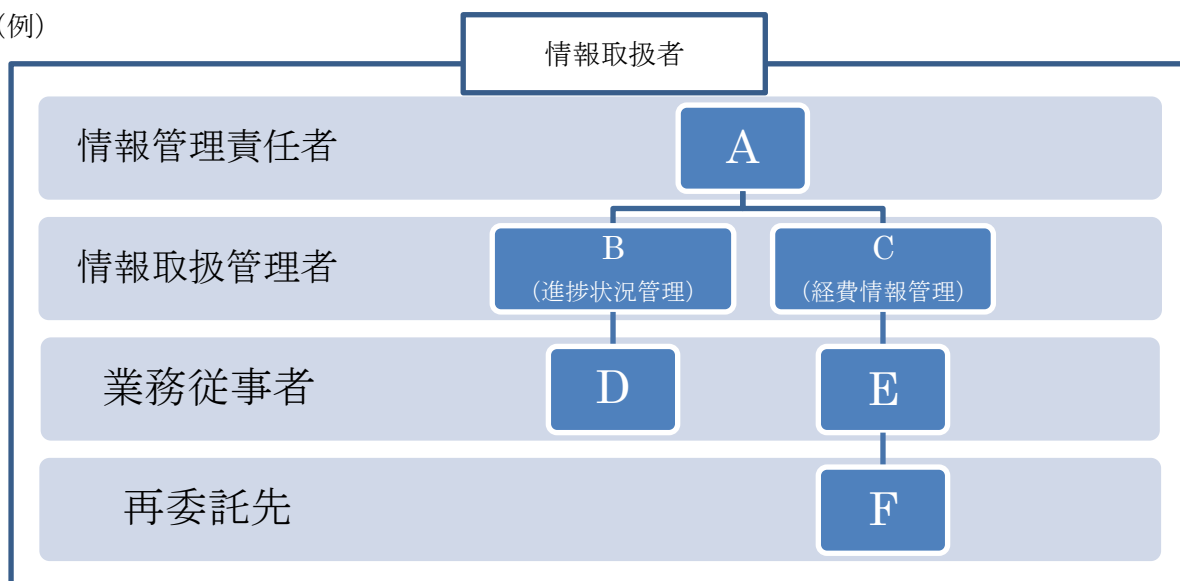 (例)
情報取扱者
情報管理責任者
A
情報取扱管理者
B
(進捗状況管理)
C
(経費情報管理)
業務従事者
D
E
再委託先
F